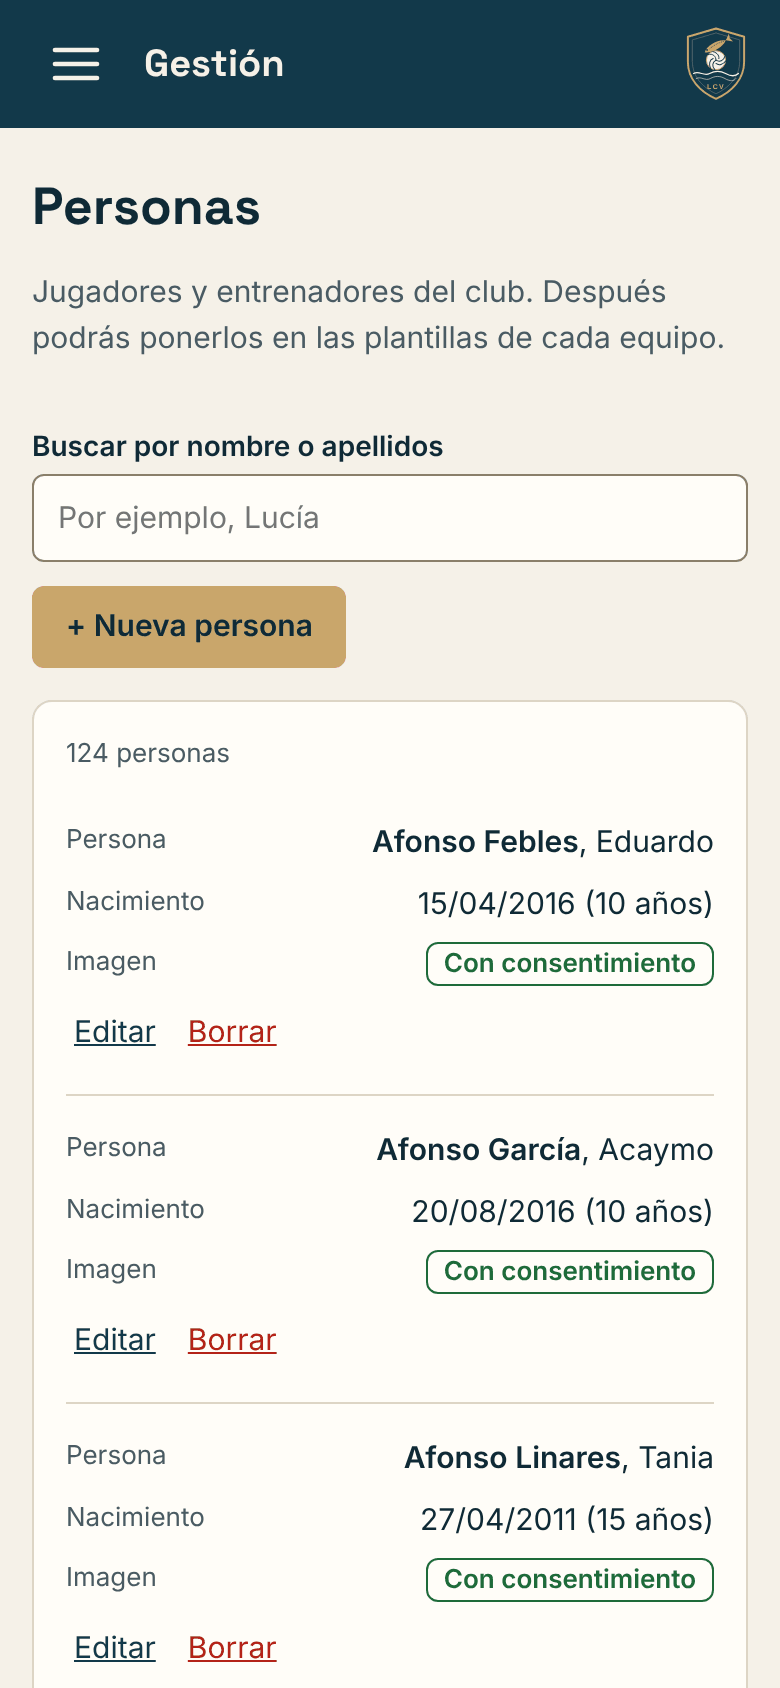 Gestión
LCV
Personas
Jugadores y entrenadores del club. Después
podrás ponerlos en las plantillas de cada equipo.
Buscar por nombre o apellidos
Por ejemplo, Lucía
+ Nueva persona
124 personas
Persona Afonso Febles, Eduardo
Nacimiento 15/04/2016 (10 años)
Imagen Con consentimiento
Editar Borrar
Persona Afonso García, Acaymo
Nacimiento 20/08/2016 (10 años)
Imagen Con consentimiento
Editar Borrar
Persona Afonso Linares, Tania
Nacimiento 27/04/2011 (15 años)
Imagen Con consentimiento
Editar Borrar